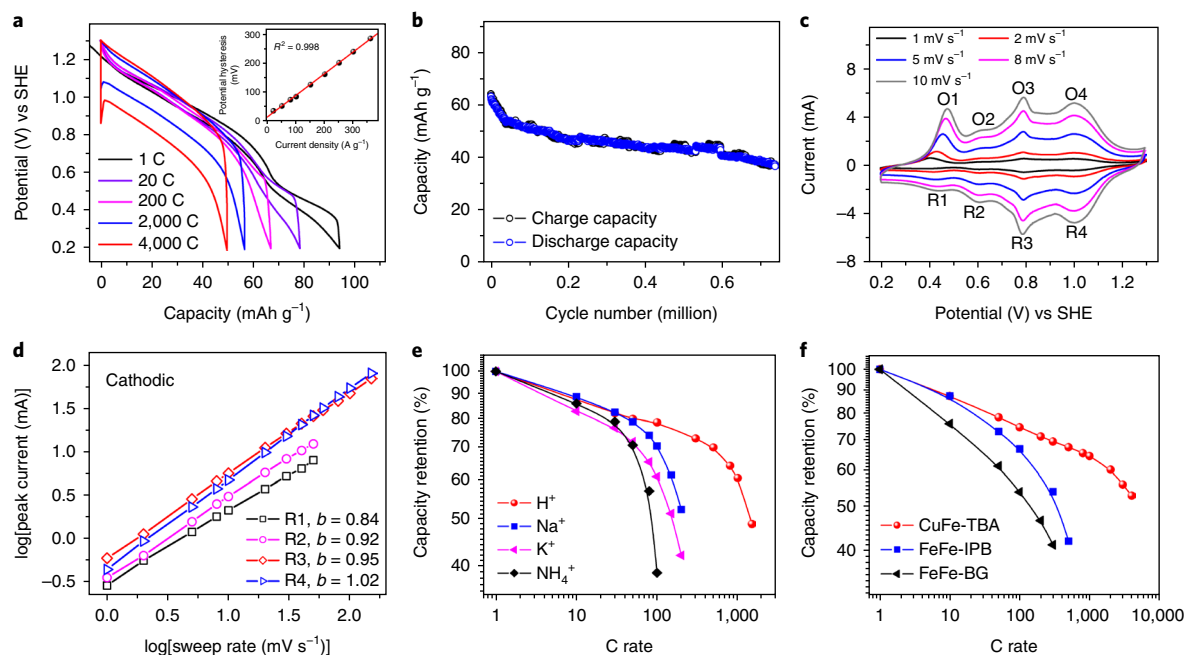 a
Potential (V) vs SHE
1.2
1.0
0.8
0.6
0.4
0.2
0
20
40
60
80
100
Capacity (mAh g⁻¹)
1 C
20 C
200 C
2,000 C
4,000 C
Potential hysteresis
(mV)
300
200
100
0
R² = 0.998
0
100
200
300
Current density (A g⁻¹)
b
Capacity (mAh g⁻¹)
80
60
40
20
0
0
0.2
0.4
0.6
Cycle number (million)
Charge capacity
Discharge capacity
c
Current (mA)
8
4
0
−4
−8
0.2
0.4
0.6
0.8
1.0
1.2
Potential (V) vs SHE
1 mV s⁻¹
2 mV s⁻¹
5 mV s⁻¹
8 mV s⁻¹
10 mV s⁻¹
O1
O2
O3
O4
R1
R2
R3
R4
d
log[peak current (mA)]
2.0
1.5
1.0
0.5
0.0
−0.5
0.0
0.5
1.0
1.5
2.0
log[sweep rate (mV s⁻¹)]
Cathodic
R1, b = 0.84
R2, b = 0.92
R3, b = 0.95
R4, b = 1.02
e
Capacity retention (%)
100
90
80
70
60
50
40
1
10
100
1,000
C rate
H⁺
Na⁺
K⁺
NH₄⁺
f
Capacity retention (%)
100
90
80
70
60
50
40
1
10
100
1,000
10,000
C rate
CuFe-TBA
FeFe-IPB
FeFe-BG